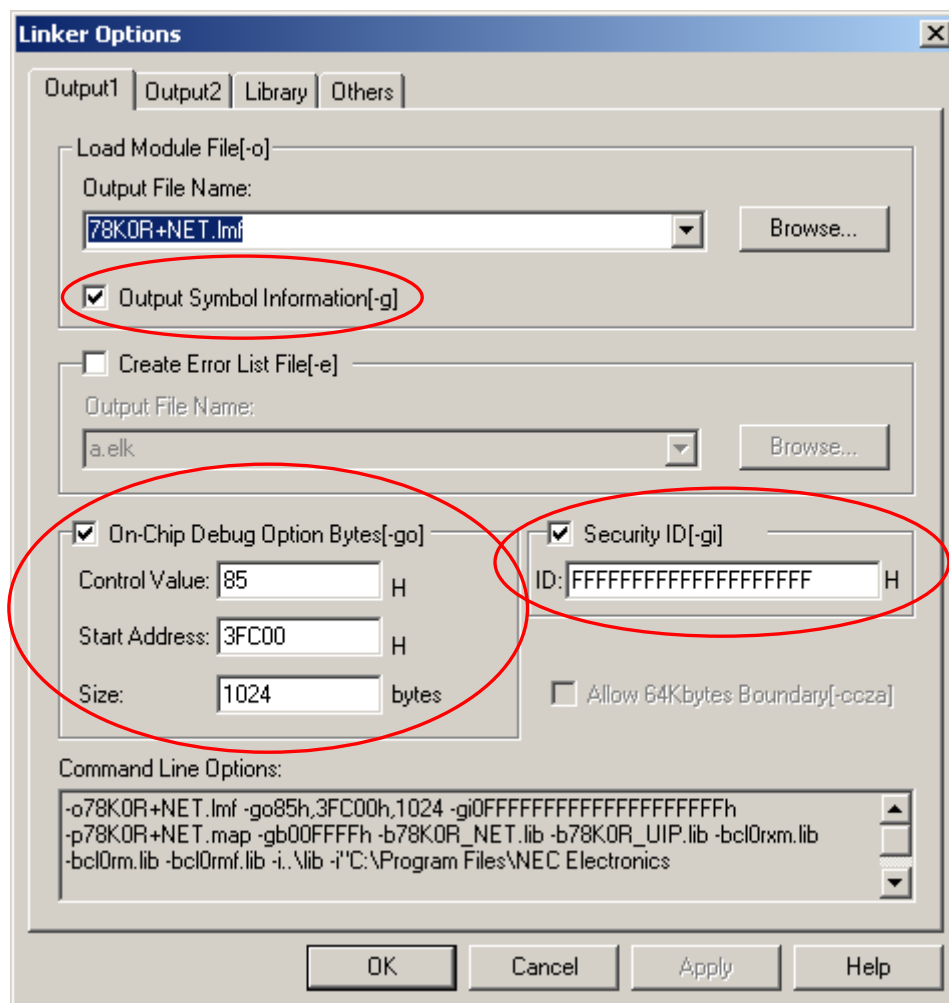 Linker Options
Output1 Output2 Library Others
Load Module File[-o]
Output File Name:
78K0R+NET.lmf
Browse...
Output Symbol Information[-g]
Create Error List File[-e]
Output File Name:
a.elk
Browse...
On-Chip Debug Option Bytes[-go]
Control Value: 85 H
Start Address: 3FC00 H
Size: 1024 bytes
Security ID[-gi]
ID: FFFFFFFFFFFFFFFFFFFF H
Allow 64Kbytes Boundary[-ccza]
Command Line Options:
-o78K0R+NET.lmf -go85h,3FC00h,1024 -gi0FFFFFFFFFFFFFFFFFFFFh
-p78K0R+NET.map -gb00FFFFh -b78K0R_NET.lib -b78K0R_UIP.lib -bcl0rxm.lib
-bcl0rm.lib -bcl0rmf.lib -i..\lib -i"C:\Program Files\NEC Electronics
OK Cancel Apply Help